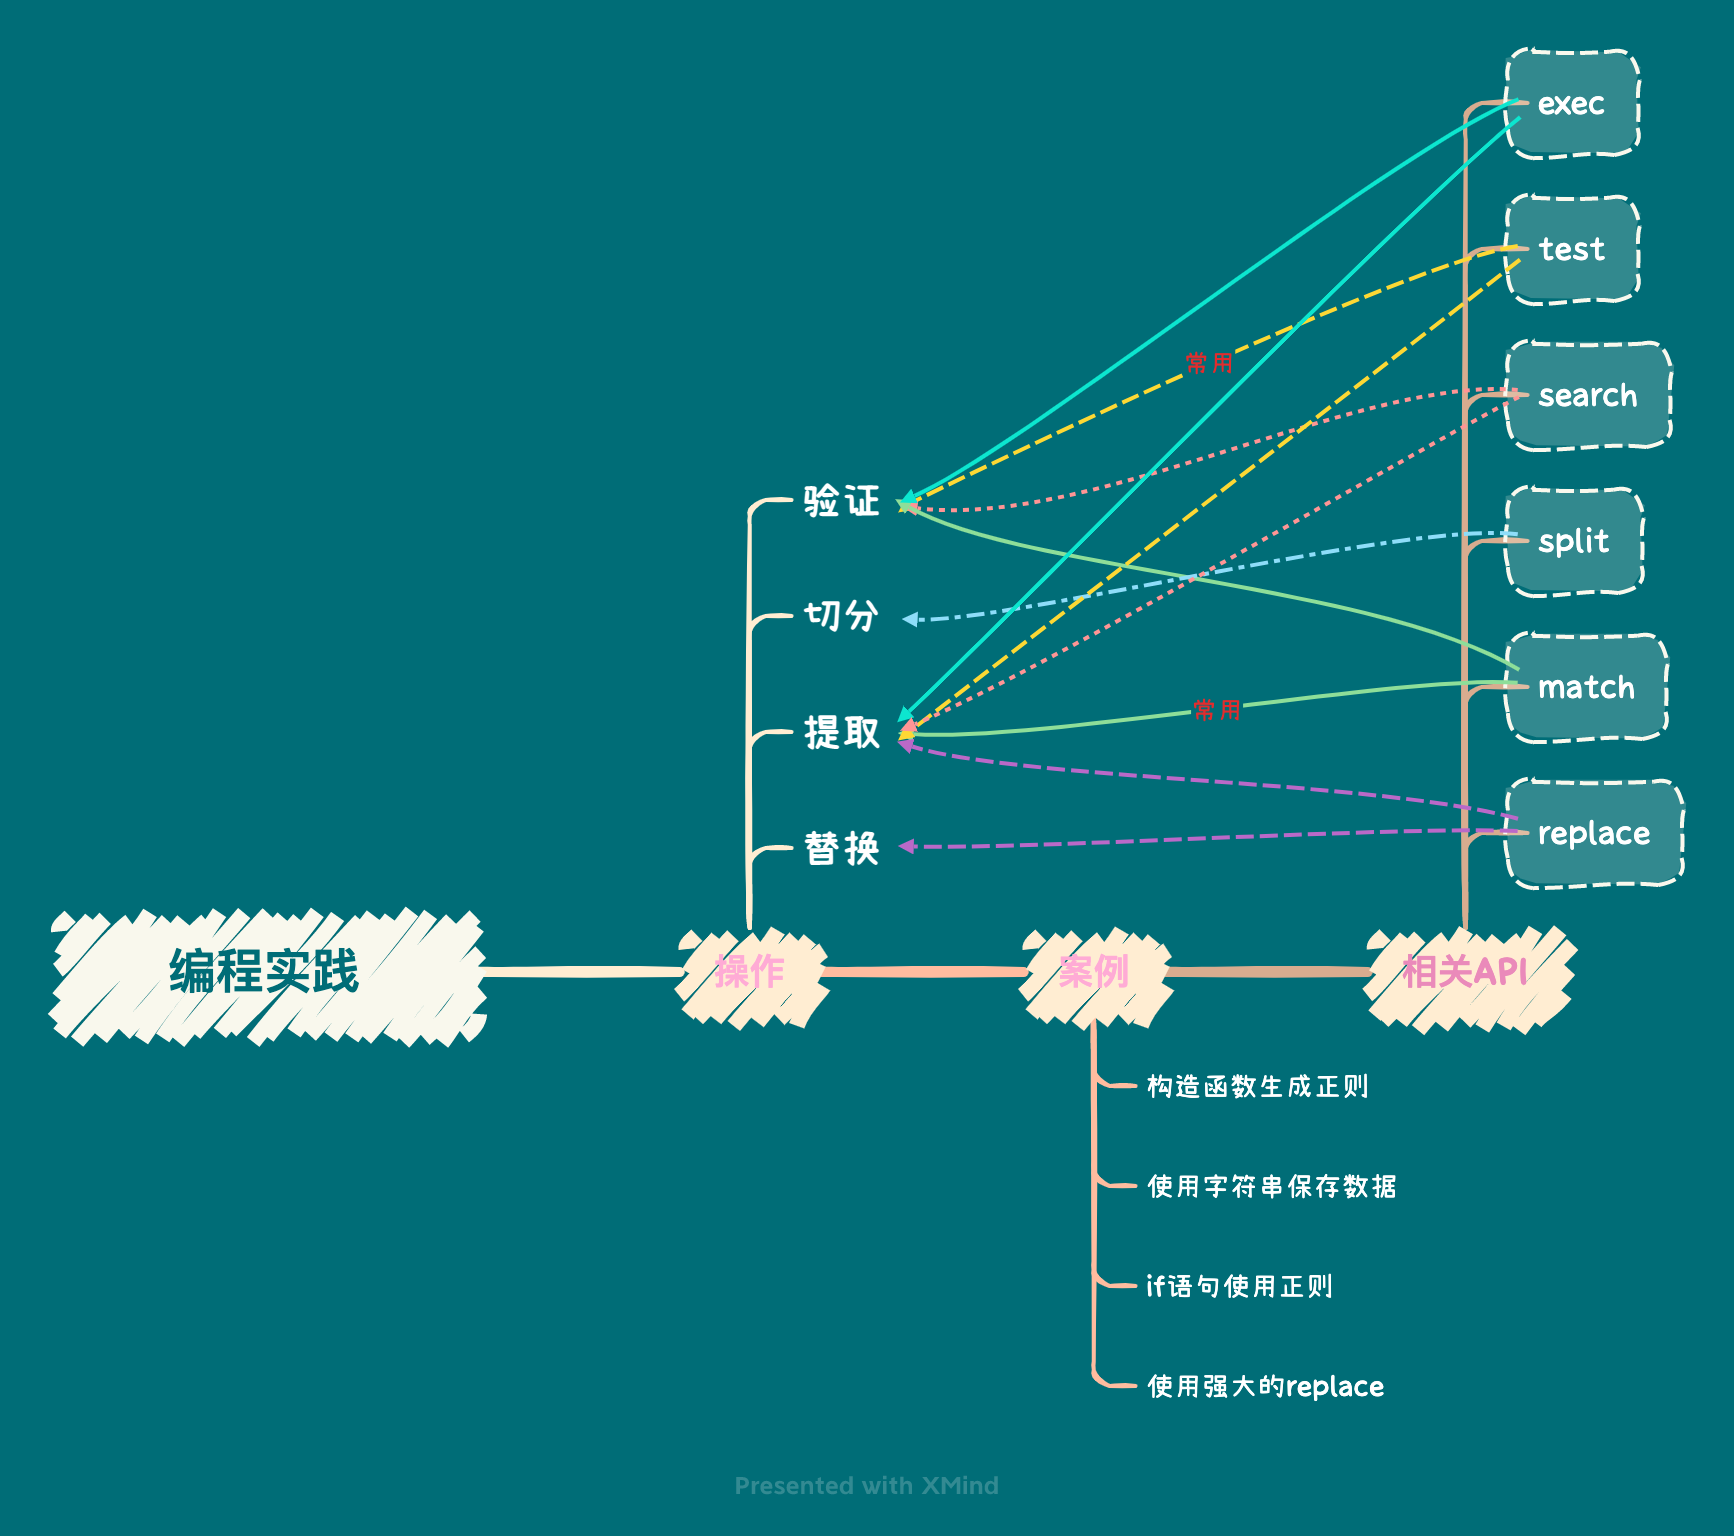 exec
test
常用
search
验证
split
切分
match
常用
提取
replace
替换
编程实践
操作
案例
相关API
构造函数生成正则
使用字符串保存数据
if语句使用正则
使用强大的replace
Presented with XMind